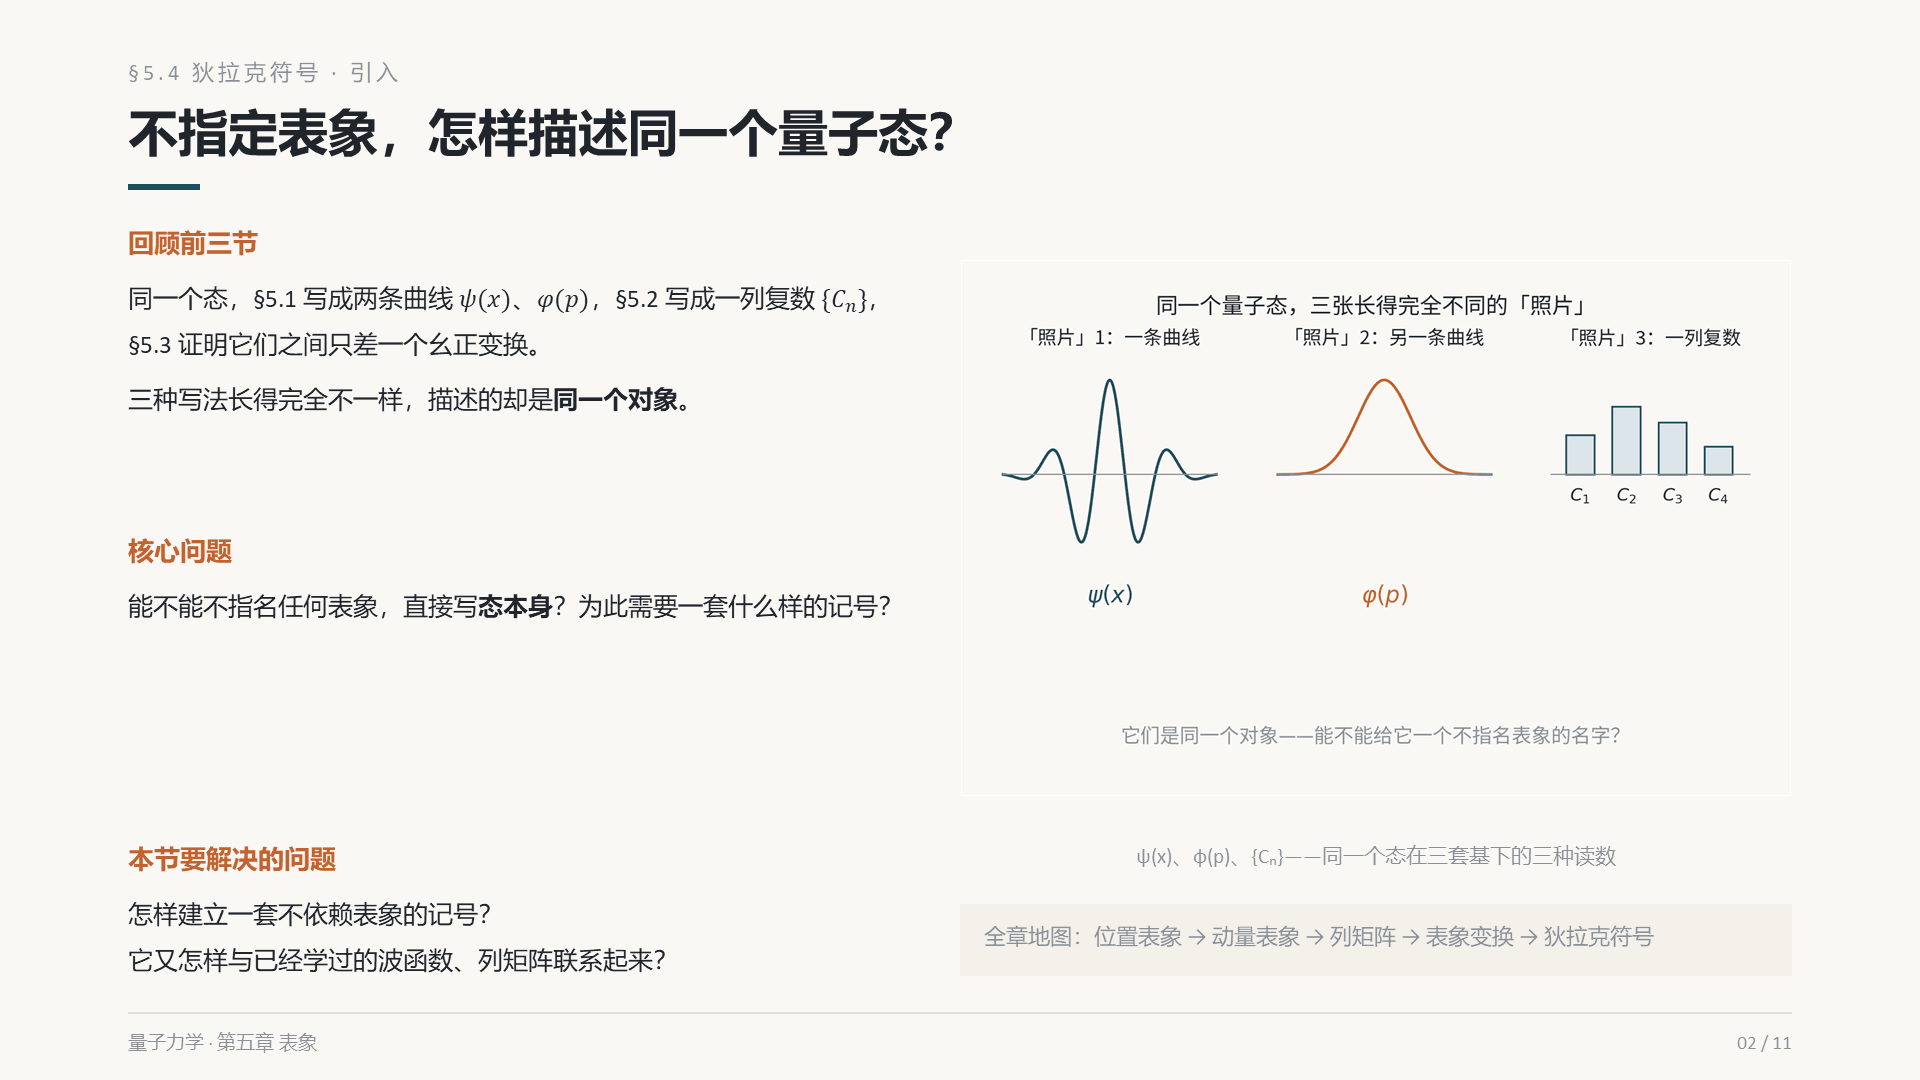 §5.4 狄拉克符号 · 引入
不指定表象，怎样描述同一个量子态？
回顾前三节
同一个态，§5.1 写成两条曲线 ψ(x)、φ(p)，§5.2 写成一列复数 {Cₙ}，
§5.3 证明它们之间只差一个幺正变换。
三种写法长得完全不一样，描述的却是同一个对象。
核心问题
能不能不指名任何表象，直接写态本身？为此需要一套什么样的记号？
本节要解决的问题
怎样建立一套不依赖表象的记号？
它又怎样与已经学过的波函数、列矩阵联系起来？
同一个量子态，三张长得完全不同的「照片」
「照片」1：一条曲线
「照片」2：另一条曲线
「照片」3：一列复数
C₁ C₂ C₃ C₄
ψ(x)
φ(p)
它们是同一个对象——能不能给它一个不指名表象的名字？
ψ(x)、ϕ(p)、{Cₙ}——同一个态在三套基下的三种读数
全章地图：位置表象 → 动量表象 → 列矩阵 → 表象变换 → 狄拉克符号
量子力学 · 第五章 表象
02 / 11